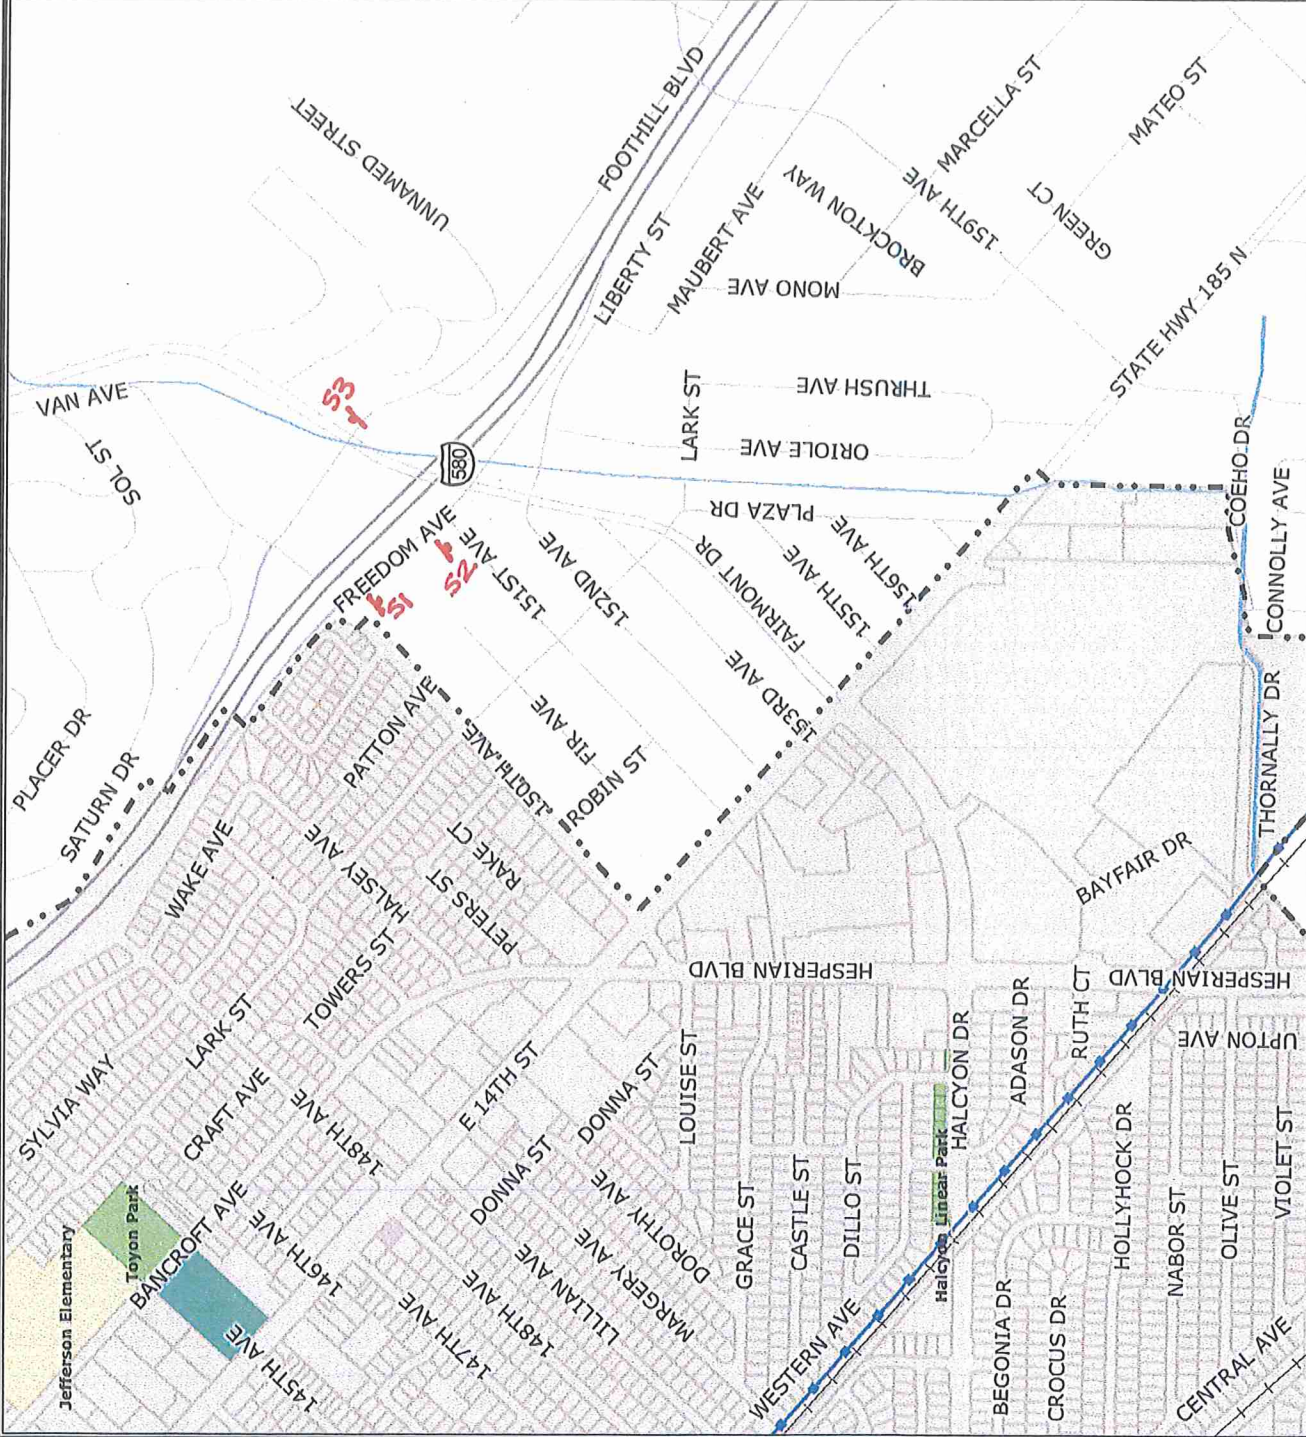 FOOTHILL BLVD
UNNAMED STREET
MARCELLA ST
MATEO ST
BROCKTON WAY
159TH AVE
GREEN CT
LIBERTY ST
MAUBERT AVE
MONO AVE
STATE HWY 185 N
VAN AVE
SOL ST
S3
580
LARK ST
THRUSH AVE
ORIOLE AVE
COEHO DR
CONNOLLY AVE
FREEDOM AVE
S1
S2
151ST AVE
152ND AVE
PLAZA DR
FAIRMONT DR
155TH AVE
156TH AVE
153RD AVE
PLACER DR
SATURN DR
PATTON AVE
150TH AVE
FIR AVE
ROBIN ST
WAKE AVE
HALSEY AVE
RAKE CT
PETERS ST
TOWERS ST
THORNALLY DR
BAYFAIR DR
HESPERIAN BLVD
HESPERIAN BLVD
SYLVIA WAY
LARK ST
CRAFT AVE
148TH AVE
E 14TH ST
DONNA ST
DONNA ST
LOUISE ST
HALCYON DR
ADASON DR
RUTH CT
UPTON AVE
Jefferson Elementary
Toyon Park
BANCROFT AVE
146TH AVE
145TH AVE
147TH AVE
148TH AVE
LILLIAN AVE
MARGERY AVE
DOROTHY AVE
GRACE ST
CASTLE ST
DILLO ST
Halcyon Linear Park
WESTERN AVE
BEGONIA DR
CROCUS DR
HOLLYHOCK DR
NABOR ST
OLIVE ST
VIOLET ST
CENTRAL AVE